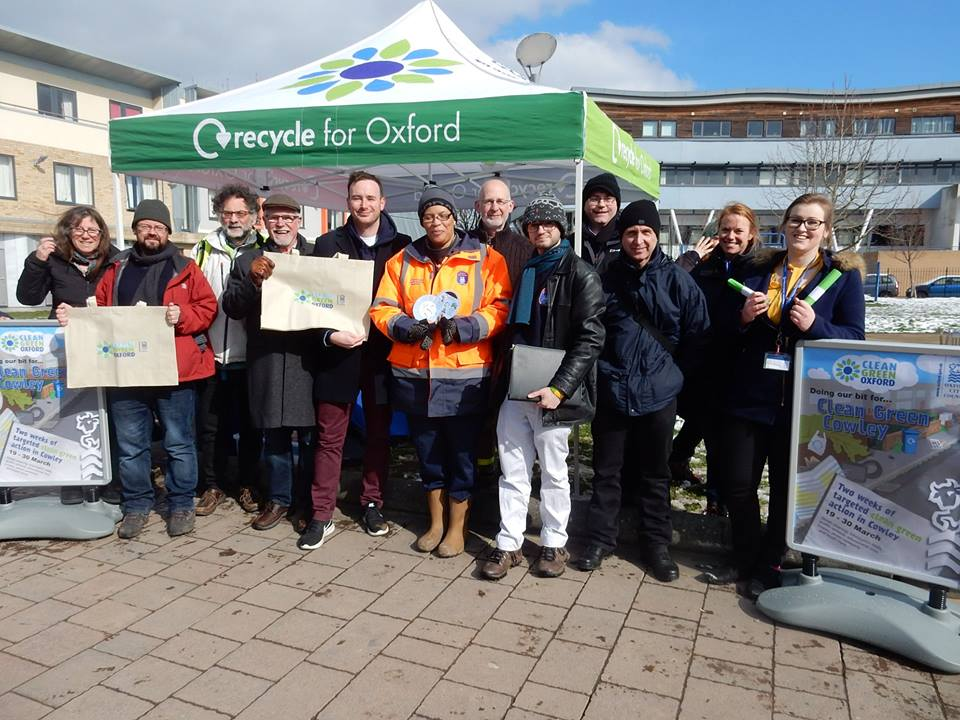 recycle for Oxford
recycle for
CLEAN GREEN
OXFORD
Cowley
Two weeks of
targeted clean green
action in Cowley
19 - 30 March
CLEAN GREEN
OXFORD
CLEAN GREEN
OXFORD
CLEAN GREEN
OXFORD
Doing our bit for...
Clean Green
Cowley
Two weeks of
targeted clean green
action in Cowley
19 - 30 March